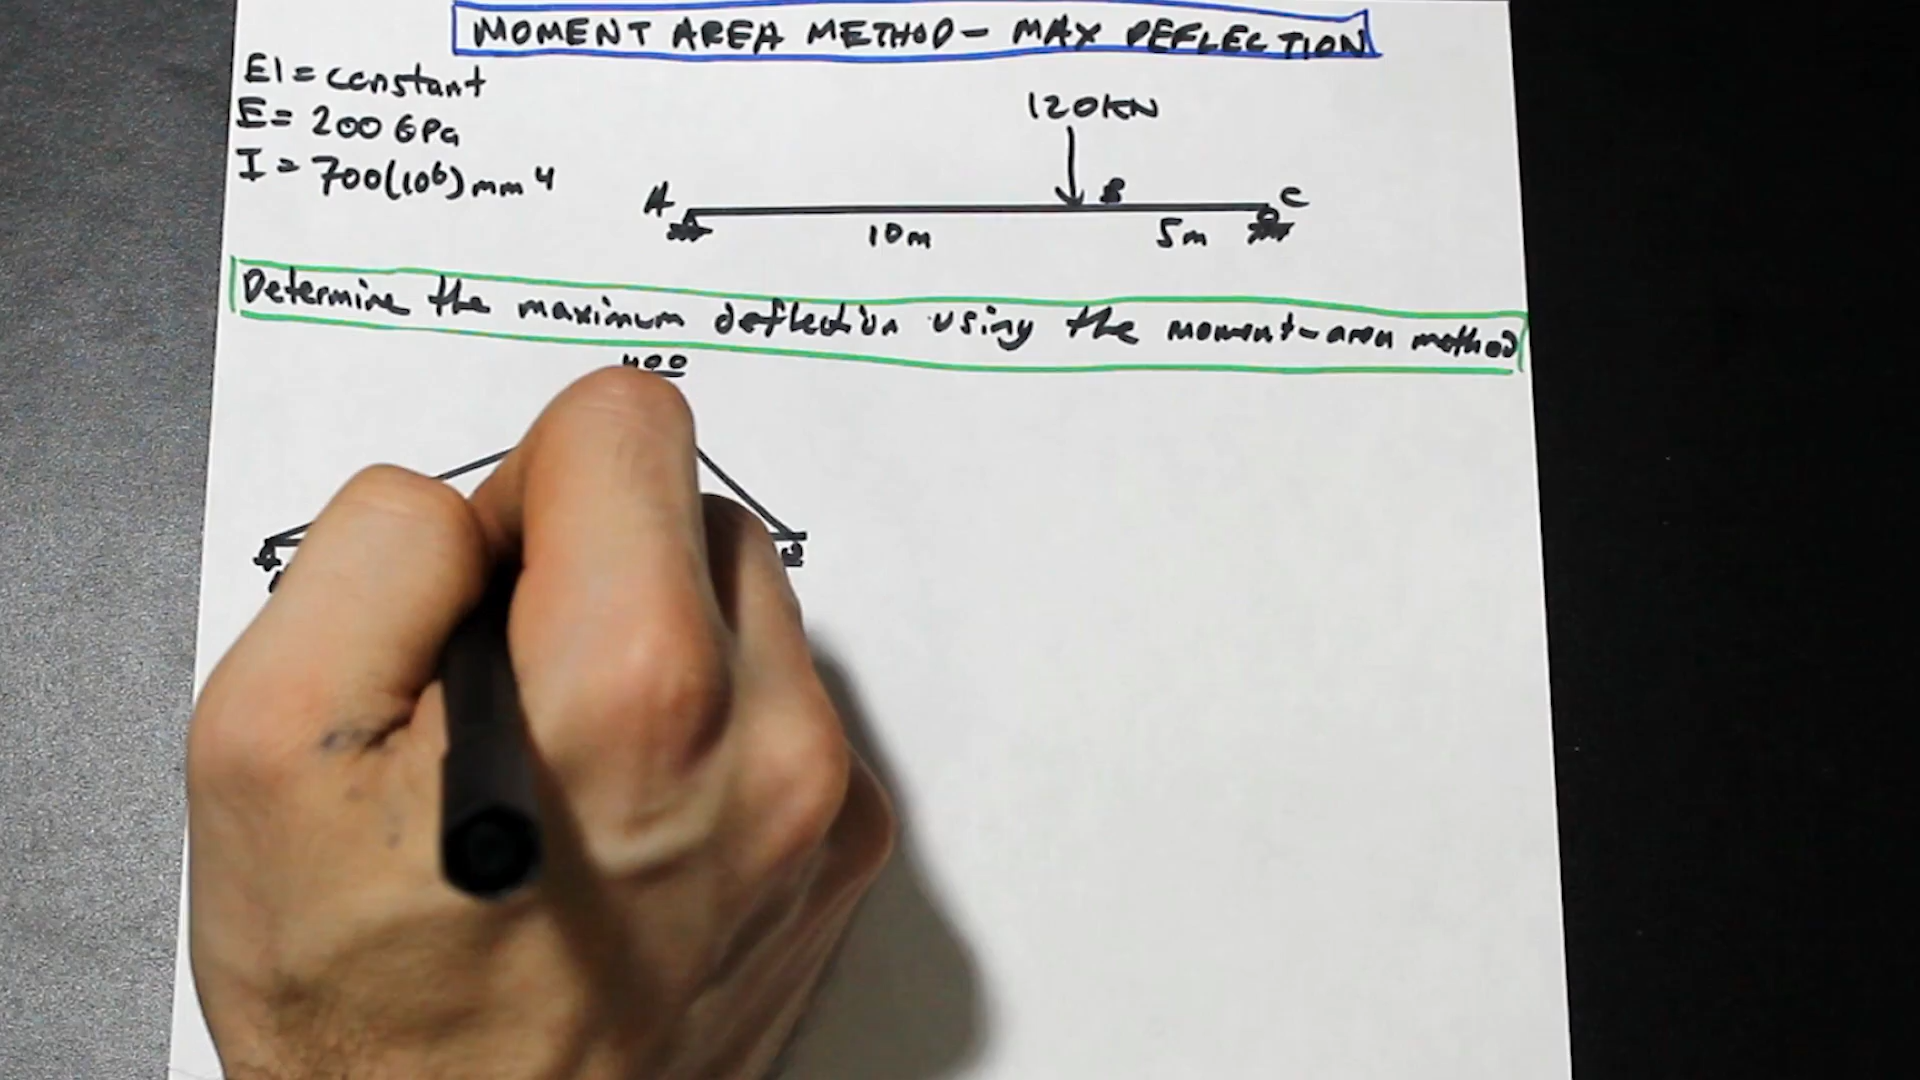 MOMENT AREA METHOD - MAX DEFLECTION
EI = constant
E = 200 GPa
I = 700(10⁶) mm⁴
120KN
A
B
C
10m
5m
Determine the maximum deflection using the moment-area method
400